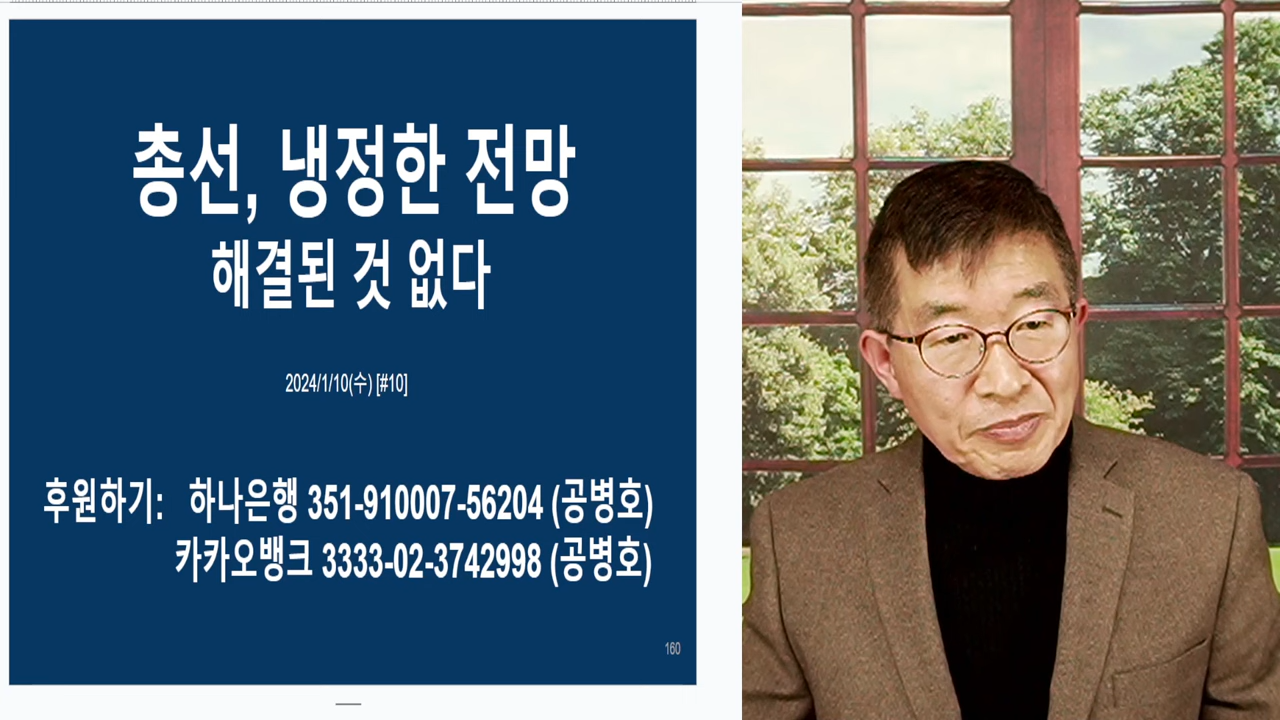 총선, 냉정한 전망
해결된 것 없다
2024/1/10(수) [#10]
후원하기: 하나은행 351-910007-56204 (공병호)
카카오뱅크 3333-02-3742998 (공병호)
160